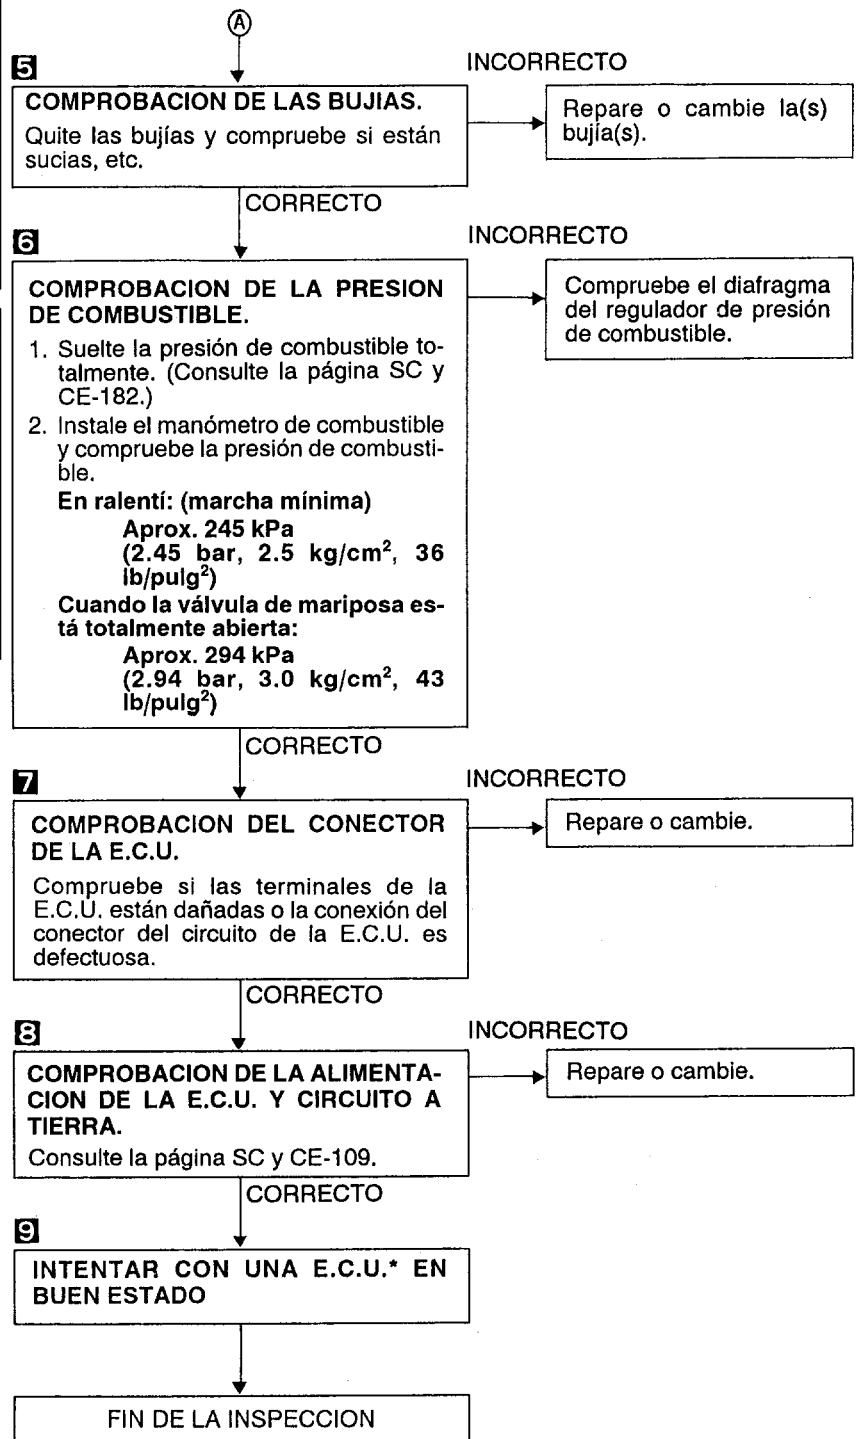 A
5
INCORRECTO
COMPROBACION DE LAS BUJIAS.
Quite las bujías y compruebe si están
sucias, etc.
Repare o cambie la(s)
bujía(s).
CORRECTO
6
INCORRECTO
COMPROBACION DE LA PRESION
DE COMBUSTIBLE.
1. Suelte la presión de combustible to-
talmente. (Consulte la página SC y
CE-182.)
2. Instale el manómetro de combustible
y compruebe la presión de combusti-
ble.
En ralentí: (marcha mínima)
Aprox. 245 kPa
(2.45 bar, 2.5 kg/cm², 36
lb/pulg²)
Cuando la válvula de mariposa es-
tá totalmente abierta:
Aprox. 294 kPa
(2.94 bar, 3.0 kg/cm², 43
lb/pulg²)
Compruebe el diafragma
del regulador de presión
de combustible.
CORRECTO
7
INCORRECTO
COMPROBACION DEL CONECTOR
DE LA E.C.U.
Compruebe si las terminales de la
E.C.U. están dañadas o la conexión del
conector del circuito de la E.C.U. es
defectuosa.
Repare o cambie.
CORRECTO
8
INCORRECTO
COMPROBACION DE LA ALIMENTA-
CION DE LA E.C.U. Y CIRCUITO A
TIERRA.
Consulte la página SC y CE-109.
Repare o cambie.
CORRECTO
9
INTENTAR CON UNA E.C.U.* EN
BUEN ESTADO
FIN DE LA INSPECCION